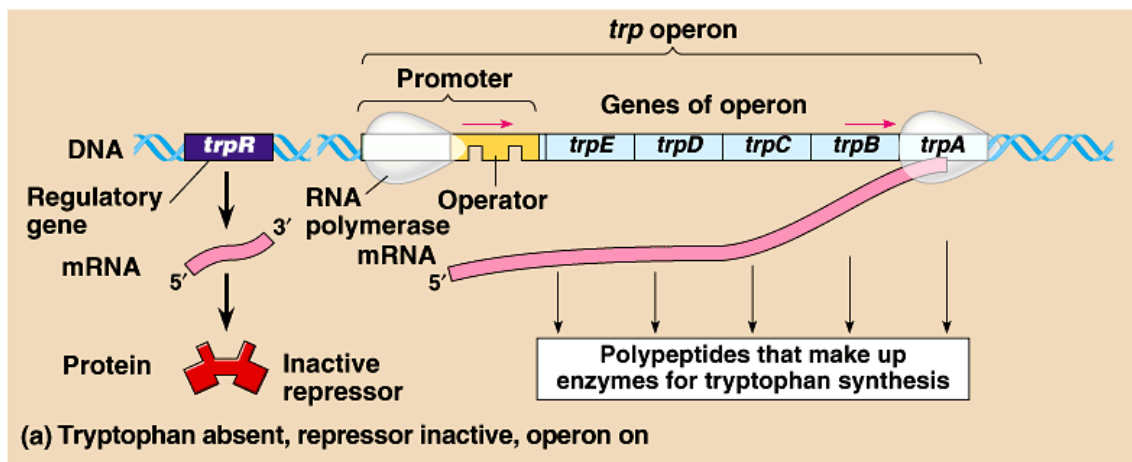 trp operon
Promoter
Genes of operon
DNA
trpR
trpE
trpD
trpC
trpB
trpA
Regulatory
gene
RNA
polymerase
Operator
mRNA
3′
5′
mRNA
5′
Protein
Inactive
repressor
Polypeptides that make up
enzymes for tryptophan synthesis
(a) Tryptophan absent, repressor inactive, operon on